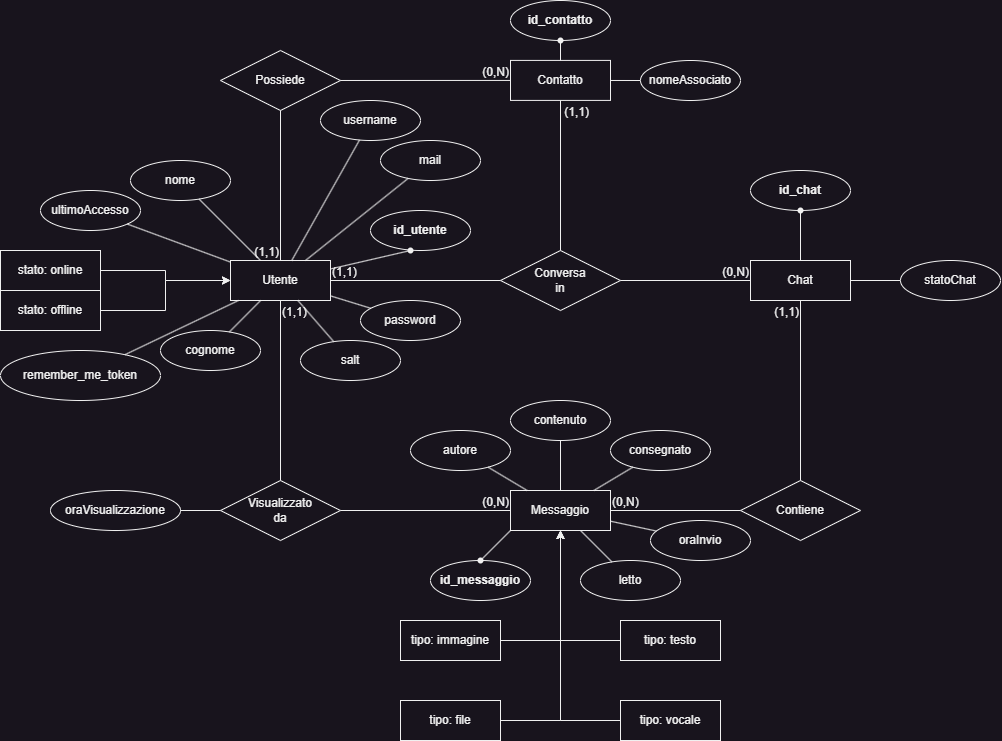 id_contatto
Possiede
(0,N)
Contatto
nomeAssociato
(1,1)
username
mail
nome
ultimoAccesso
id_chat
id_utente
(1,1)
stato: online
Utente
(1,1)
Conversa
in
(0,N)
Chat
statoChat
stato: offline
(1,1)
(1,1)
password
cognome
salt
remember_me_token
contenuto
autore
consegnato
oraVisualizzazione
Visualizzato
da
(0,N)
Messaggio
(0,N)
Contiene
oraInvio
id_messaggio
letto
tipo: immagine
tipo: testo
tipo: file
tipo: vocale